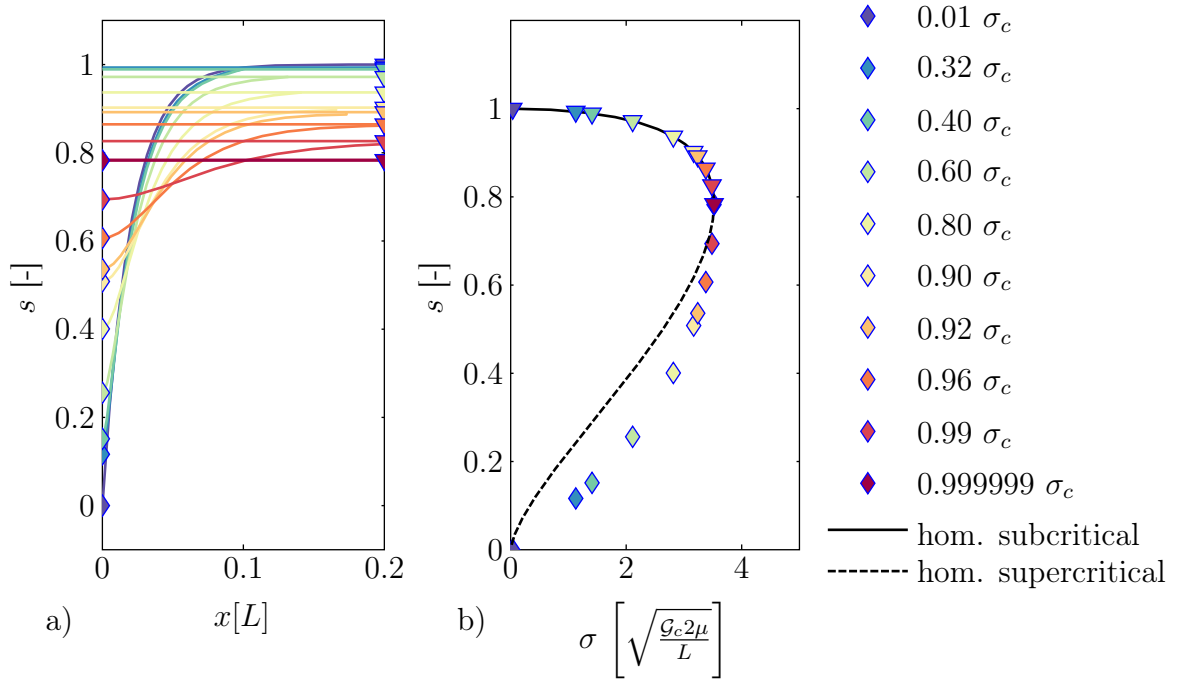 1
0.8
0.6
0.4
0.2
0
s [-]
0
0.1
0.2
x[L]
a)
1
0.8
0.6
0.4
0.2
0
s [-]
0
2
4
σ [√(𝒢c2μ/L)]
b)
0.01 σc
0.32 σc
0.40 σc
0.60 σc
0.80 σc
0.90 σc
0.92 σc
0.96 σc
0.99 σc
0.999999 σc
hom. subcritical
hom. supercritical